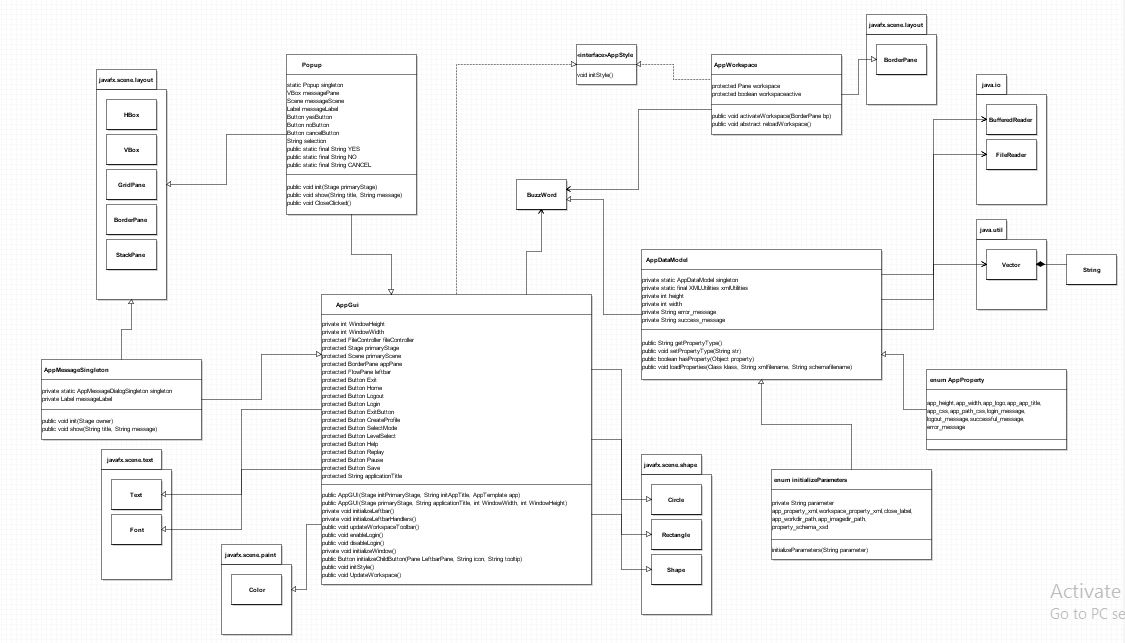 javafx.scene.layout
HBox
VBox
GridPane
BorderPane
StackPane
Popup
static Popup singleton
VBox messagePane
Scene messageScene
Label messageLabel
Button yesButton
Button noButton
Button cancelButton
String selection
public static final String YES
public static final String NO
public static final String CANCEL
public void init(Stage primaryStage)
public void show(String title, String message)
public void CloseClicked()
<interface>AppStyle
void initStyle()
AppWorkspace
protected Pane workspace
protected boolean workspaceactive
public void activateWorkspace(BorderPane bp)
public void abstract reloadWorkspace()
javafx.scene.layout
BorderPane
java.io
BufferedReader
FileReader
BuzzWord
java.util
Vector
String
AppDataModel
private static AppDataModel singleton
private static final XMLUtilities xmlUtilities
private int height
private int width
private String error_message
private String success_message
public String getPropertyType()
public void setPropertyType(String str)
public boolean hasProperty(Object property)
public void loadProperties(Class klass, String xmlfilename, String schemafilename)
AppGui
private int WindowHeight
private int WindowWidth
protected FileController fileController
protected Stage primaryStage
protected Scene primaryScene
protected BorderPane appPane
protected FlowPane leftbar
protected Button Exit
protected Button Home
protected Button Logout
protected Button Login
protected Button ExitButton
protected Button CreateProfile
protected Button SelectMode
protected Button LevelSelect
protected Button Help
protected Button Replay
protected Button Pause
protected Button Save
protected String applicationTitle
public AppGUI(Stage initPrimaryStage, String initAppTitle, AppTemplate app)
public AppGUI(Stage primaryStage, String applicationTitle, int WindowWidth, int WindowHeight)
private void initializeLeftbar()
private void initializeLeftbarHandlers()
public void updateWorkspaceToolbar()
public void enableLogin()
public void disableLogin()
private void initializeWindow()
public Button initializeChildButton(Pane LeftbarPane, String icon, String tooltip)
public void initStyle()
public void UpdateWorkspace()
AppMessageSingleton
private static AppMessageDialogSingleton singleton
private Label messageLabel
public void init(Stage owner)
public void show(String title, String message)
javafx.scene.text
Text
Font
javafx.scene.paint
Color
javafx.scene.shape
Circle
Rectangle
Shape
enum AppProperty
app_height,app_width,app_logo,app_app_title,
app_css,app_path_css,login_message,
logout_message,successful_message,
error_message
enum initializeParameters
private String parameter
app_property_xml,workspace_property_xml,close_label,
app_workdir_path,app_imagedir_path,
property_schema_xsd
initializeParameters(String parameter)
Activate
Go to PC se